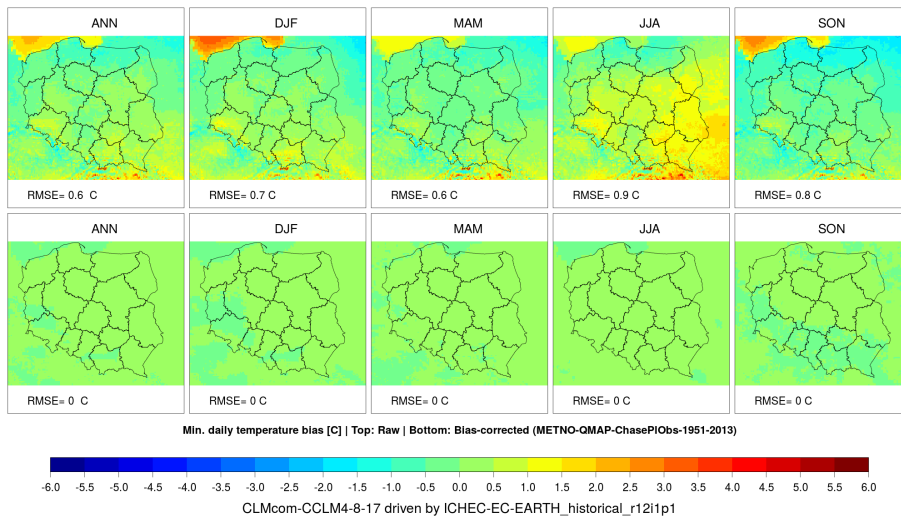 ANN DJF MAM JJA SON
RMSE= 0.6 C RMSE= 0.7 C RMSE= 0.6 C RMSE= 0.9 C RMSE= 0.8 C
ANN DJF MAM JJA SON
RMSE= 0 C RMSE= 0 C RMSE= 0 C RMSE= 0 C RMSE= 0 C
Min. daily temperature bias [C] | Top: Raw | Bottom: Bias-corrected (METNO-QMAP-ChasePlObs-1951-2013)
-6.0 -5.5 -5.0 -4.5 -4.0 -3.5 -3.0 -2.5 -2.0 -1.5 -1.0 -0.5 0.0 0.5 1.0 1.5 2.0 2.5 3.0 3.5 4.0 4.5 5.0 5.5 6.0
CLMcom-CCLM4-8-17 driven by ICHEC-EC-EARTH_historical_r12i1p1